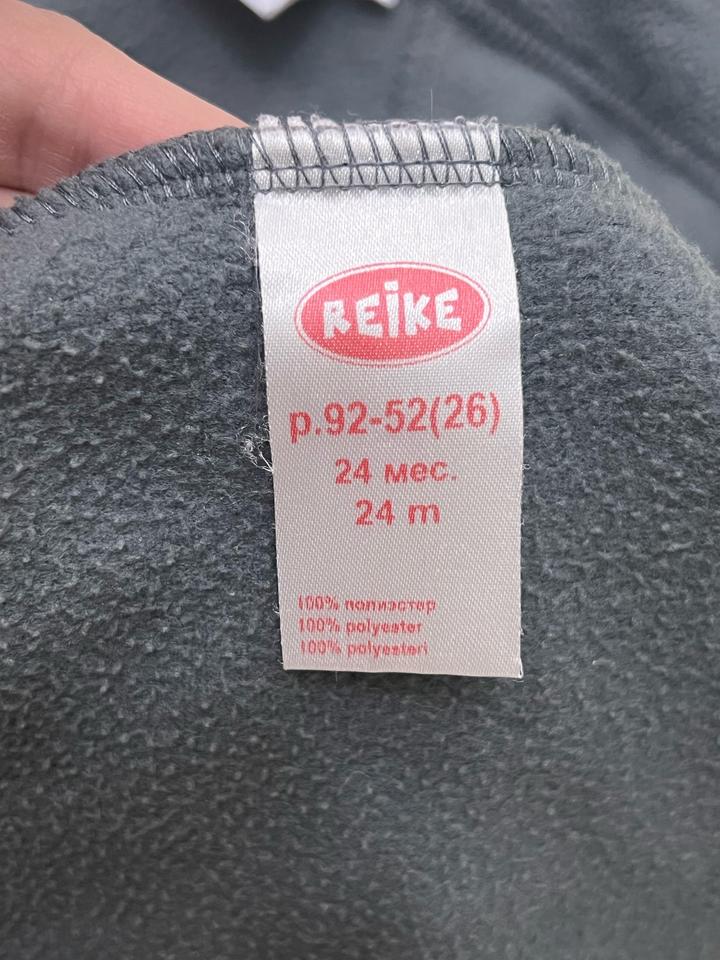 REIKE
р.92-52(26)
24 мес.
24 m
100% полиэстер
100% polyester
100% polyesteri